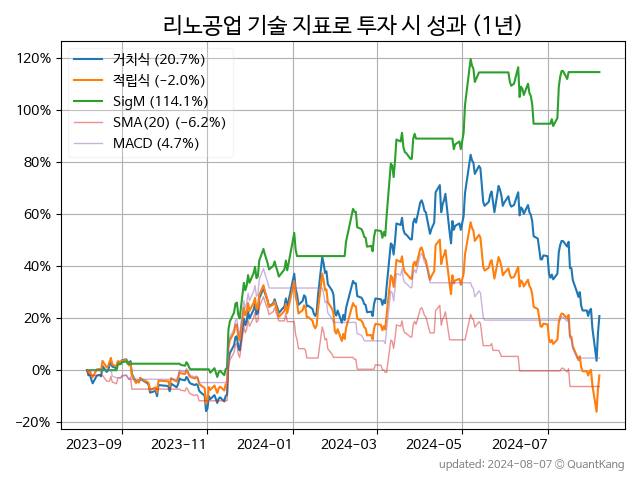 리노공업 기술 지표로 투자 시 성과 (1년)
120%
100%
80%
60%
40%
20%
0%
−20%
거치식 (20.7%)
적립식 (−2.0%)
SigM (114.1%)
SMA(20) (−6.2%)
MACD (4.7%)
2023-09
2023-11
2024-01
2024-03
2024-05
2024-07
updated: 2024-08-07 © QuantKang